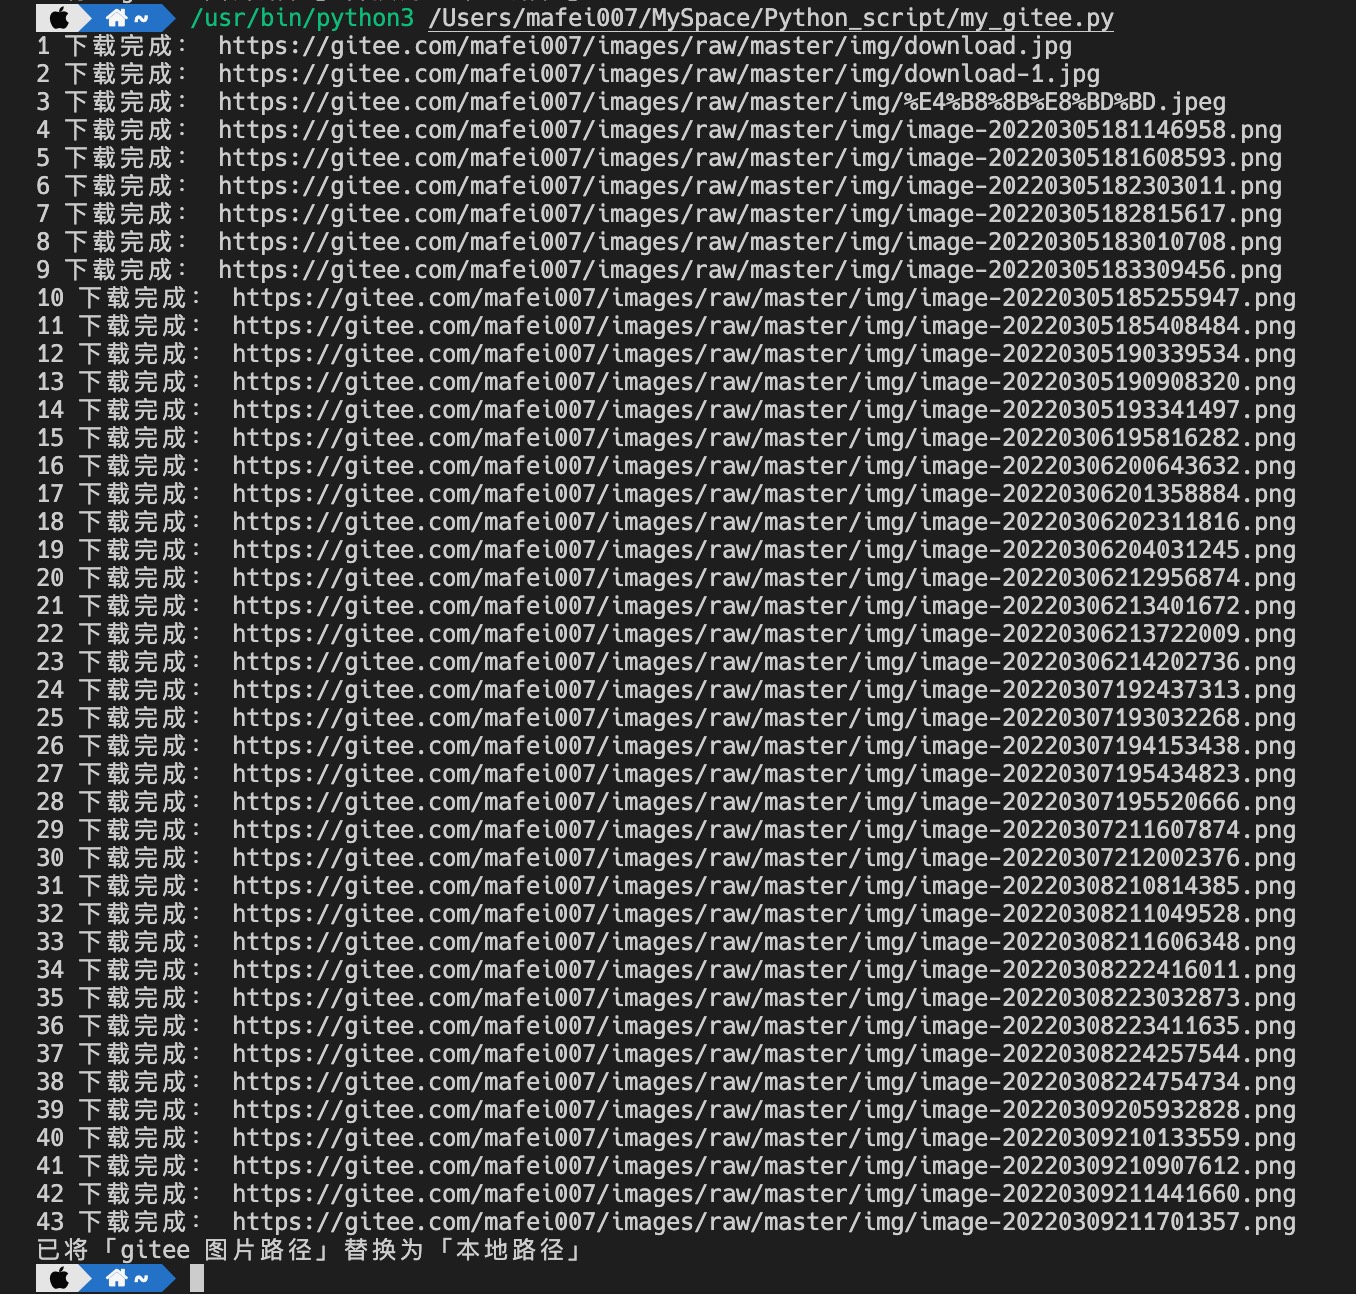 ~ /usr/bin/python3 /Users/mafei007/MySpace/Python_script/my_gitee.py
1 下载完成： https://gitee.com/mafei007/images/raw/master/img/download.jpg
2 下载完成： https://gitee.com/mafei007/images/raw/master/img/download-1.jpg
3 下载完成： https://gitee.com/mafei007/images/raw/master/img/%E4%B8%8B%E8%BD%BD.jpeg
4 下载完成： https://gitee.com/mafei007/images/raw/master/img/image-20220305181146958.png
5 下载完成： https://gitee.com/mafei007/images/raw/master/img/image-20220305181608593.png
6 下载完成： https://gitee.com/mafei007/images/raw/master/img/image-20220305182303011.png
7 下载完成： https://gitee.com/mafei007/images/raw/master/img/image-20220305182815617.png
8 下载完成： https://gitee.com/mafei007/images/raw/master/img/image-20220305183010708.png
9 下载完成： https://gitee.com/mafei007/images/raw/master/img/image-20220305183309456.png
10 下载完成： https://gitee.com/mafei007/images/raw/master/img/image-20220305185255947.png
11 下载完成： https://gitee.com/mafei007/images/raw/master/img/image-20220305185408484.png
12 下载完成： https://gitee.com/mafei007/images/raw/master/img/image-20220305190339534.png
13 下载完成： https://gitee.com/mafei007/images/raw/master/img/image-20220305190908320.png
14 下载完成： https://gitee.com/mafei007/images/raw/master/img/image-20220305193341497.png
15 下载完成： https://gitee.com/mafei007/images/raw/master/img/image-20220306195816282.png
16 下载完成： https://gitee.com/mafei007/images/raw/master/img/image-20220306200643632.png
17 下载完成： https://gitee.com/mafei007/images/raw/master/img/image-20220306201358884.png
18 下载完成： https://gitee.com/mafei007/images/raw/master/img/image-20220306202311816.png
19 下载完成： https://gitee.com/mafei007/images/raw/master/img/image-20220306204031245.png
20 下载完成： https://gitee.com/mafei007/images/raw/master/img/image-20220306212956874.png
21 下载完成： https://gitee.com/mafei007/images/raw/master/img/image-20220306213401672.png
22 下载完成： https://gitee.com/mafei007/images/raw/master/img/image-20220306213722009.png
23 下载完成： https://gitee.com/mafei007/images/raw/master/img/image-20220306214202736.png
24 下载完成： https://gitee.com/mafei007/images/raw/master/img/image-20220307192437313.png
25 下载完成： https://gitee.com/mafei007/images/raw/master/img/image-20220307193032268.png
26 下载完成： https://gitee.com/mafei007/images/raw/master/img/image-20220307194153438.png
27 下载完成： https://gitee.com/mafei007/images/raw/master/img/image-20220307195434823.png
28 下载完成： https://gitee.com/mafei007/images/raw/master/img/image-20220307195520666.png
29 下载完成： https://gitee.com/mafei007/images/raw/master/img/image-20220307211607874.png
30 下载完成： https://gitee.com/mafei007/images/raw/master/img/image-20220307212002376.png
31 下载完成： https://gitee.com/mafei007/images/raw/master/img/image-20220308210814385.png
32 下载完成： https://gitee.com/mafei007/images/raw/master/img/image-20220308211049528.png
33 下载完成： https://gitee.com/mafei007/images/raw/master/img/image-20220308211606348.png
34 下载完成： https://gitee.com/mafei007/images/raw/master/img/image-20220308222416011.png
35 下载完成： https://gitee.com/mafei007/images/raw/master/img/image-20220308223032873.png
36 下载完成： https://gitee.com/mafei007/images/raw/master/img/image-20220308223411635.png
37 下载完成： https://gitee.com/mafei007/images/raw/master/img/image-20220308224257544.png
38 下载完成： https://gitee.com/mafei007/images/raw/master/img/image-20220308224754734.png
39 下载完成： https://gitee.com/mafei007/images/raw/master/img/image-20220309205932828.png
40 下载完成： https://gitee.com/mafei007/images/raw/master/img/image-20220309210133559.png
41 下载完成： https://gitee.com/mafei007/images/raw/master/img/image-20220309210907612.png
42 下载完成： https://gitee.com/mafei007/images/raw/master/img/image-20220309211441660.png
43 下载完成： https://gitee.com/mafei007/images/raw/master/img/image-20220309211701357.png
已将「gitee 图片路径」替换为「本地路径」
~